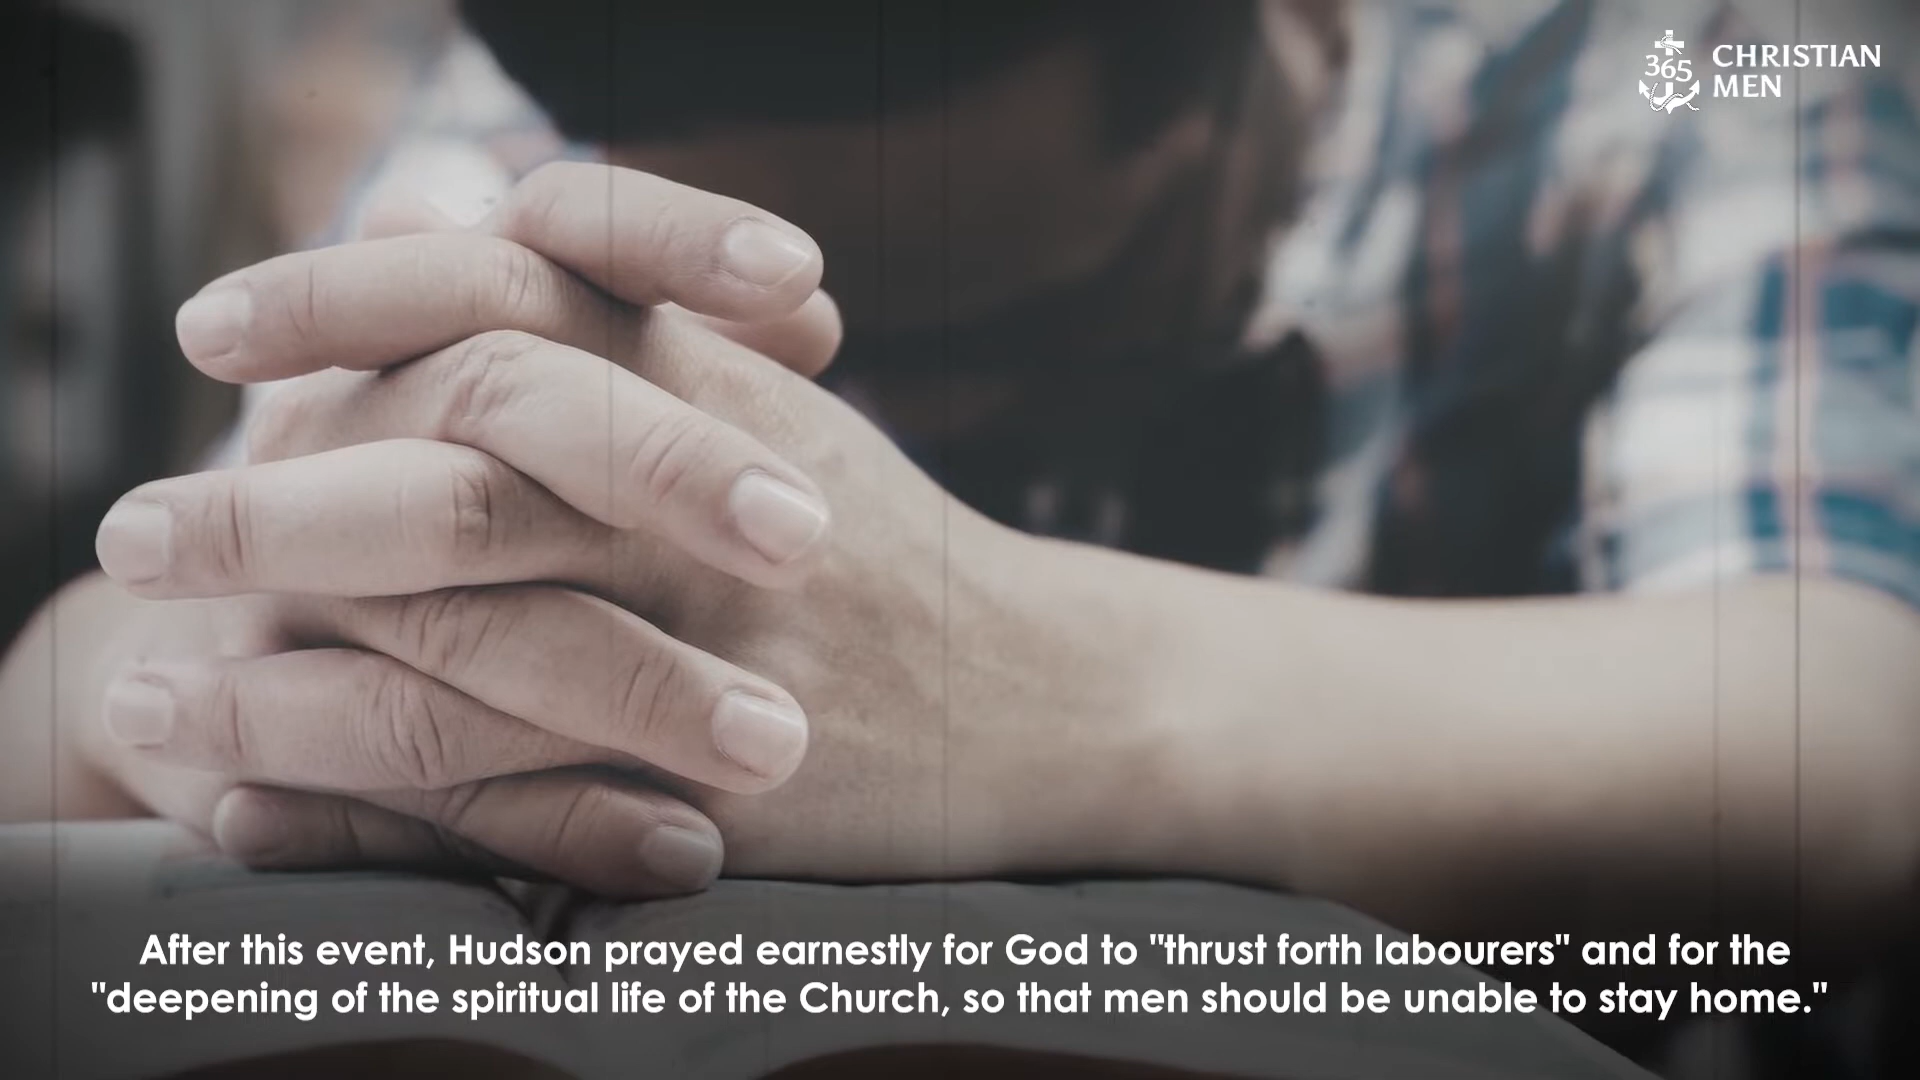 365
CHRISTIAN
MEN
After this event, Hudson prayed earnestly for God to "thrust forth labourers" and for the
"deepening of the spiritual life of the Church, so that men should be unable to stay home."